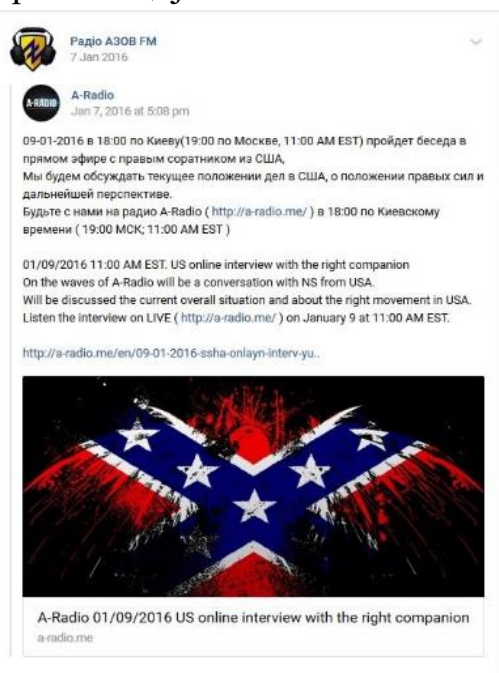 Радіо АЗОВ FM
7 Jan 2016
A-RADIO
A-Radio
Jan 7, 2016 at 5:08 pm
09-01-2016 в 18:00 по Киеву(19:00 по Москве, 11:00 AM EST) пройдет беседа в
прямом эфире с правым соратником из США,
Мы будем обсуждать текущее положении дел в США, о положении правых сил и
дальнейшей перспективе.
Будьте с нами на радио A-Radio ( http://a-radio.me/ ) в 18:00 по Киевскому
времени ( 19:00 МСК; 11:00 AM EST )
01/09/2016 11:00 AM EST. US online interview with the right companion
On the waves of A-Radio will be a conversation with NS from USA.
Will be discussed the current overall situation and about the right movement in USA.
Listen the interview on LIVE ( http://a-radio.me/ ) on January 9 at 11:00 AM EST.
http://a-radio.me/en/09-01-2016-ssha-onlayn-interv-yu..
A-Radio 01/09/2016 US online interview with the right companion
a-radio.me